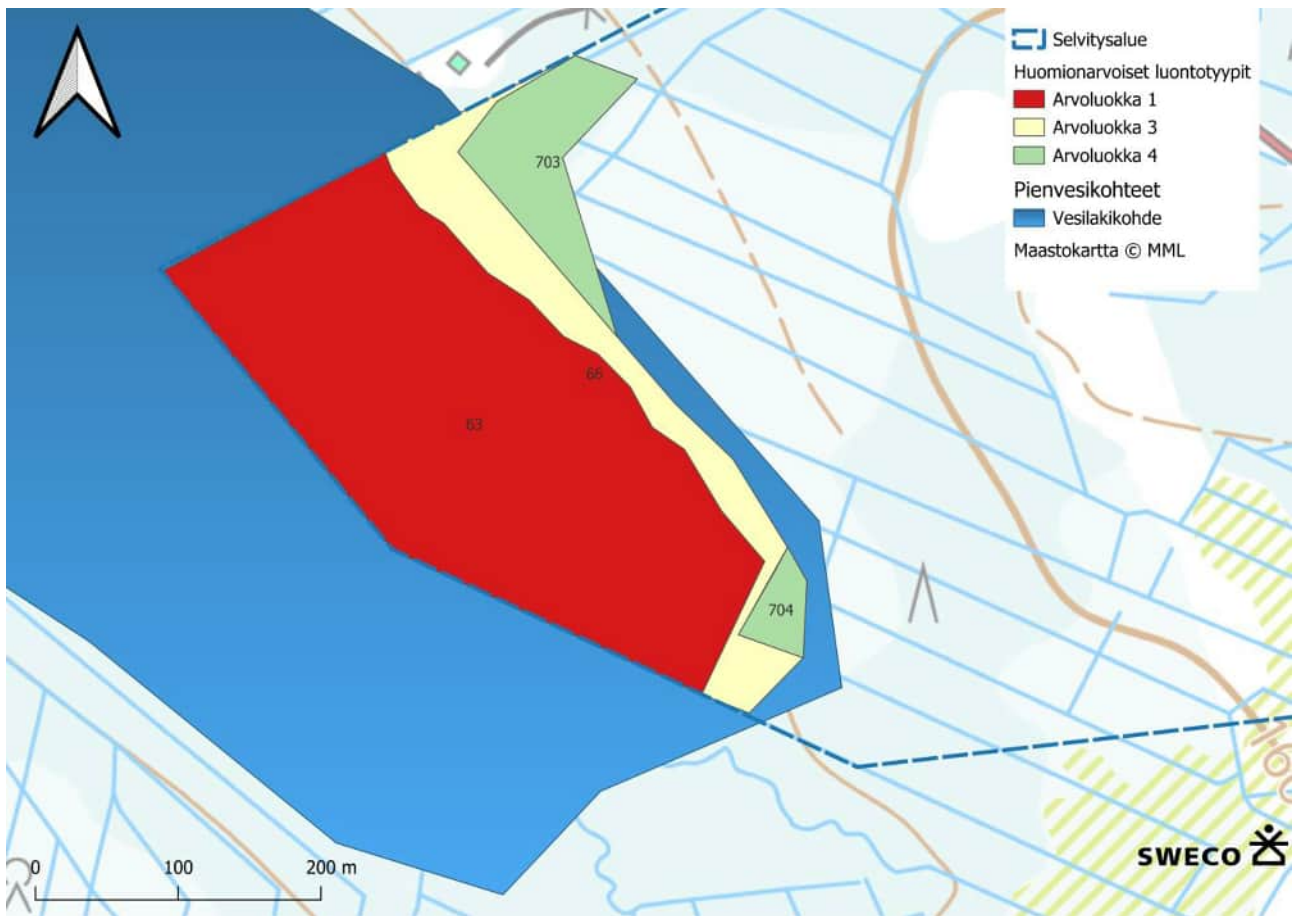 Selvitysalue
Huomionarvoiset luontotyypit
Arvoluokka 1
Arvoluokka 3
Arvoluokka 4
Pienvesikohteet
Vesilakikohde
Maastokartta © MML
703
66
63
704
0 100 200 m
SWECO